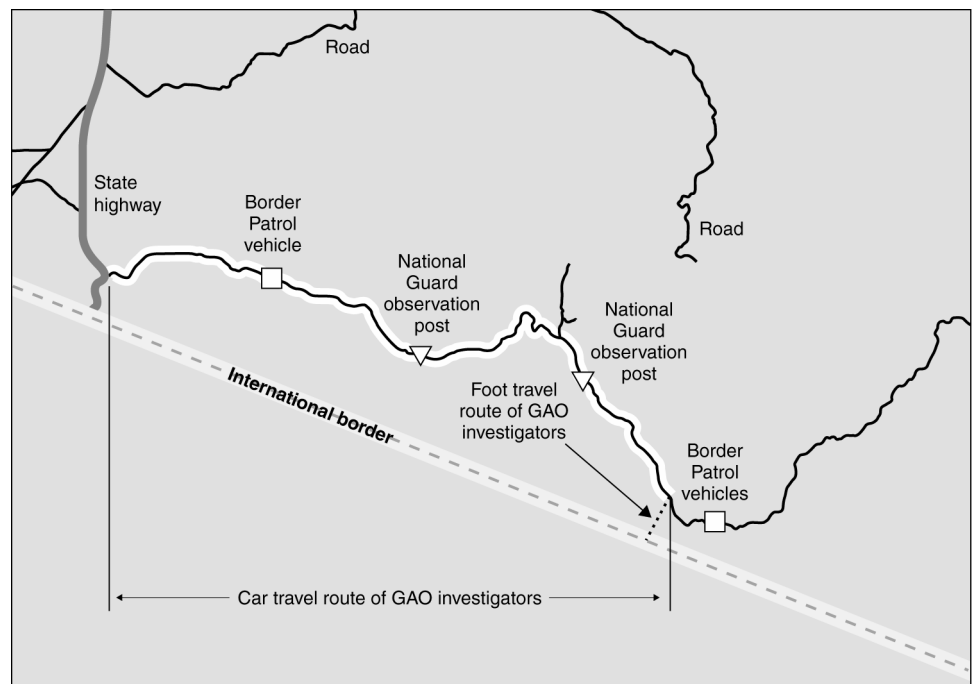 Road
State
highway
Border
Patrol
vehicle
Road
National
Guard
observation
post
National
Guard
observation
post
International border
Foot travel
route of GAO
investigators
Border
Patrol
vehicles
Car travel route of GAO investigators